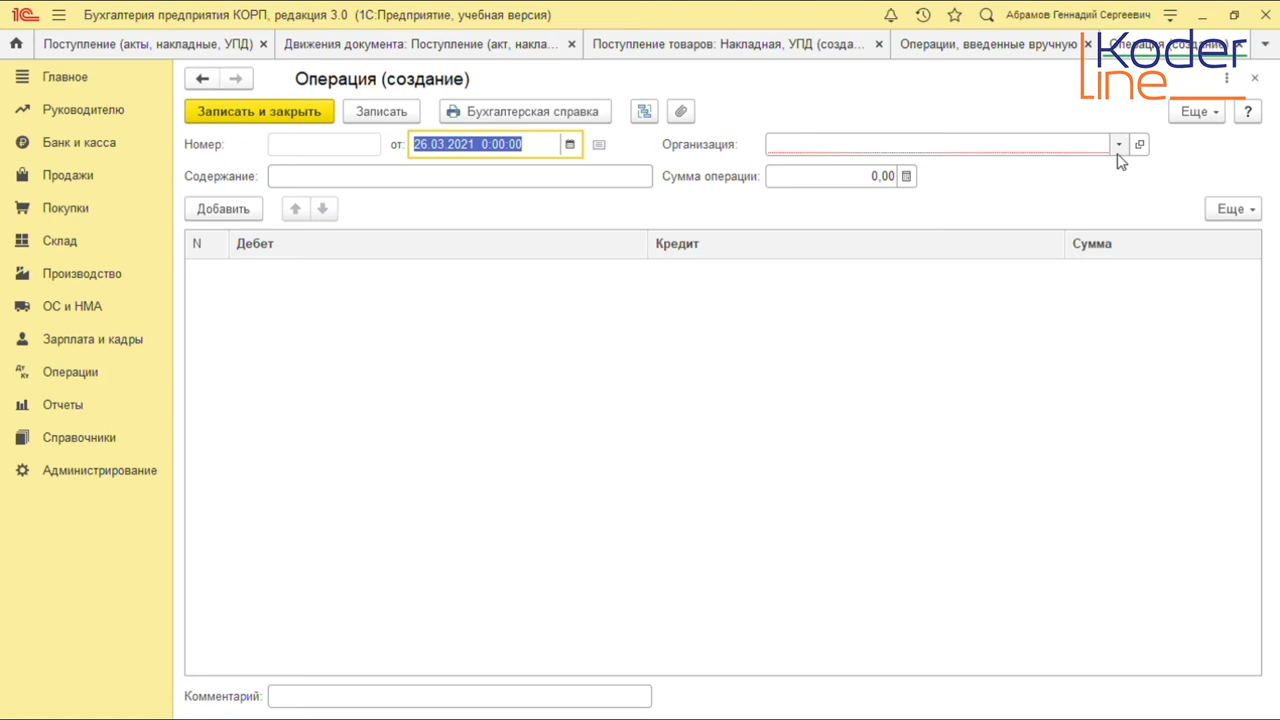 Бухгалтерия предприятия КОРП, редакция 3.0 (1С:Предприятие, учебная версия) Абрамов Геннадий Сергеевич
Поступление (акты, накладные, УПД) × Движения документа: Поступление (акт, накла... × Поступление товаров: Накладная, УПД (созда... × Операции, введенные вручную × Операция (создание) ×
Koder
line
Главное
Руководителю
Банк и касса
Продажи
Покупки
Склад
Производство
ОС и НМА
Зарплата и кадры
Операции
Отчеты
Справочники
Администрирование
Операция (создание)
Записать и закрыть Записать Бухгалтерская справка Еще ?
Номер: от: 26.03.2021 0:00:00 Организация:
Содержание: Сумма операции: 0,00
Добавить Еще
N Дебет Кредит Сумма
Комментарий: